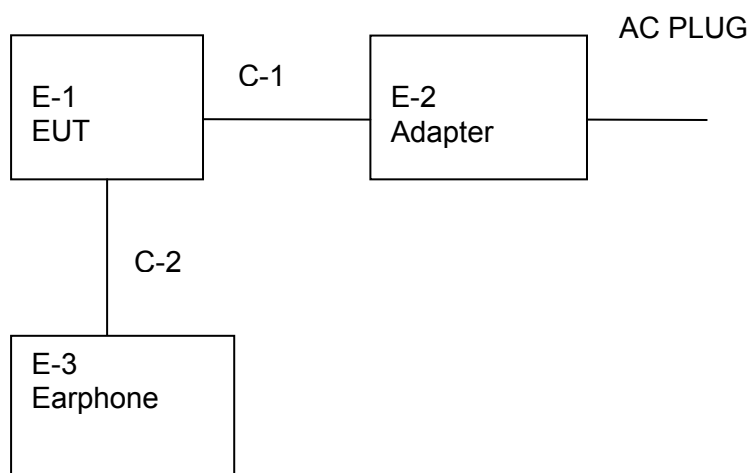 AC PLUG
C-1
E-1
EUT
E-2
Adapter
C-2
E-3
Earphone